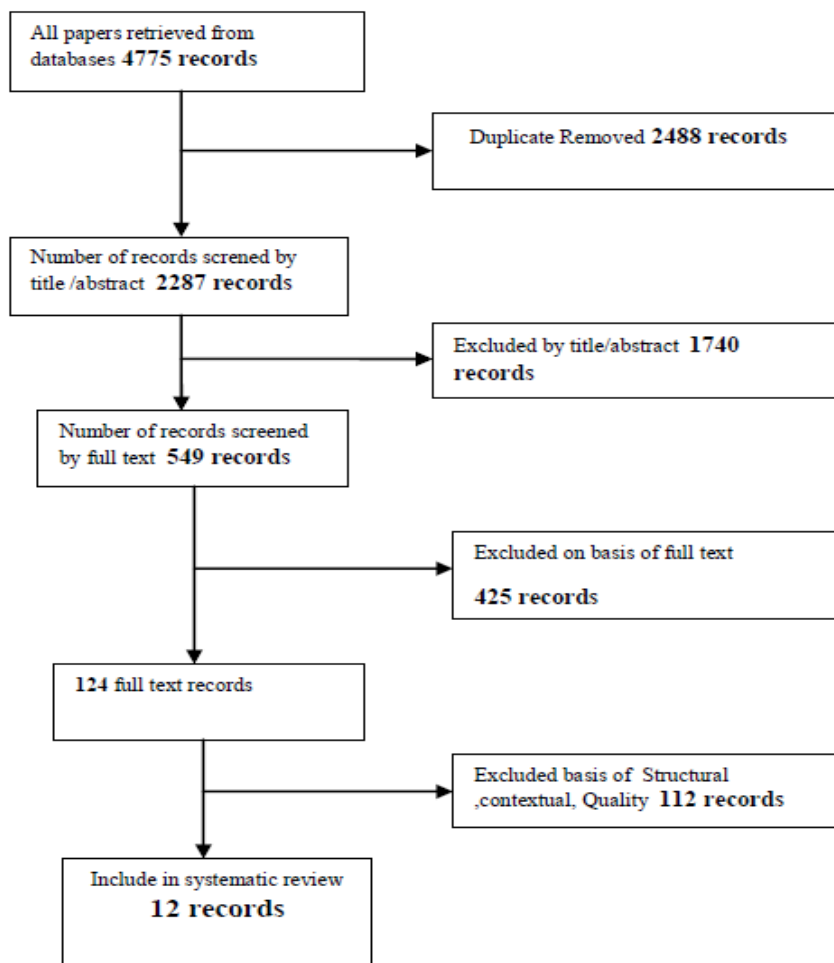 All papers retrieved from
databases 4775 records
Duplicate Removed 2488 records
Number of records screned by
title /abstract 2287 records
Excluded by title/abstract 1740
records
Number of records screened
by full text 549 records
Excluded on basis of full text
425 records
124 full text records
Excluded basis of Structural
,contextual, Quality 112 records
Include in systematic review
12 records